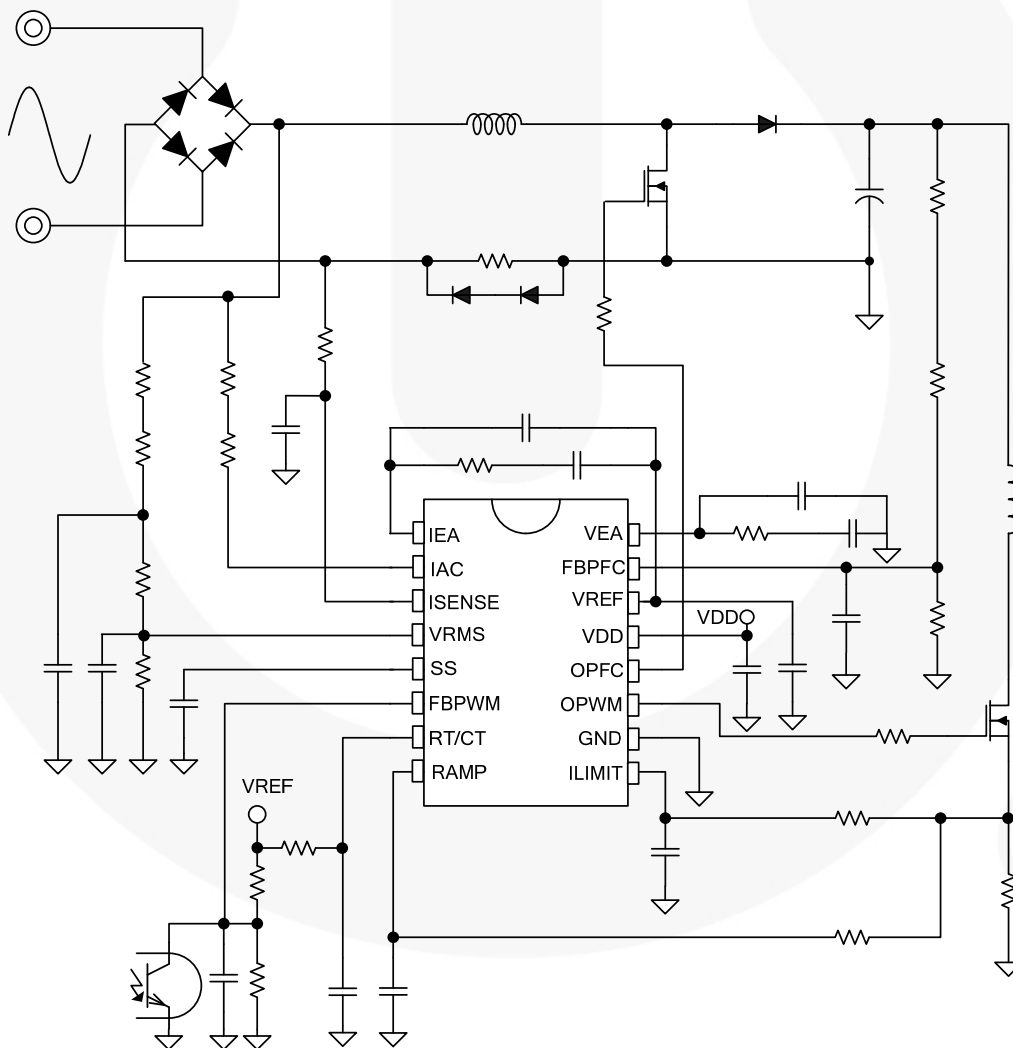 IEA
IAC
ISENSE
VRMS
SS
FBPWM
RT/CT
RAMP
VEA
FBPFC
VREF
VDD
OPFC
OPWM
GND
ILIMIT
VDD
VREF